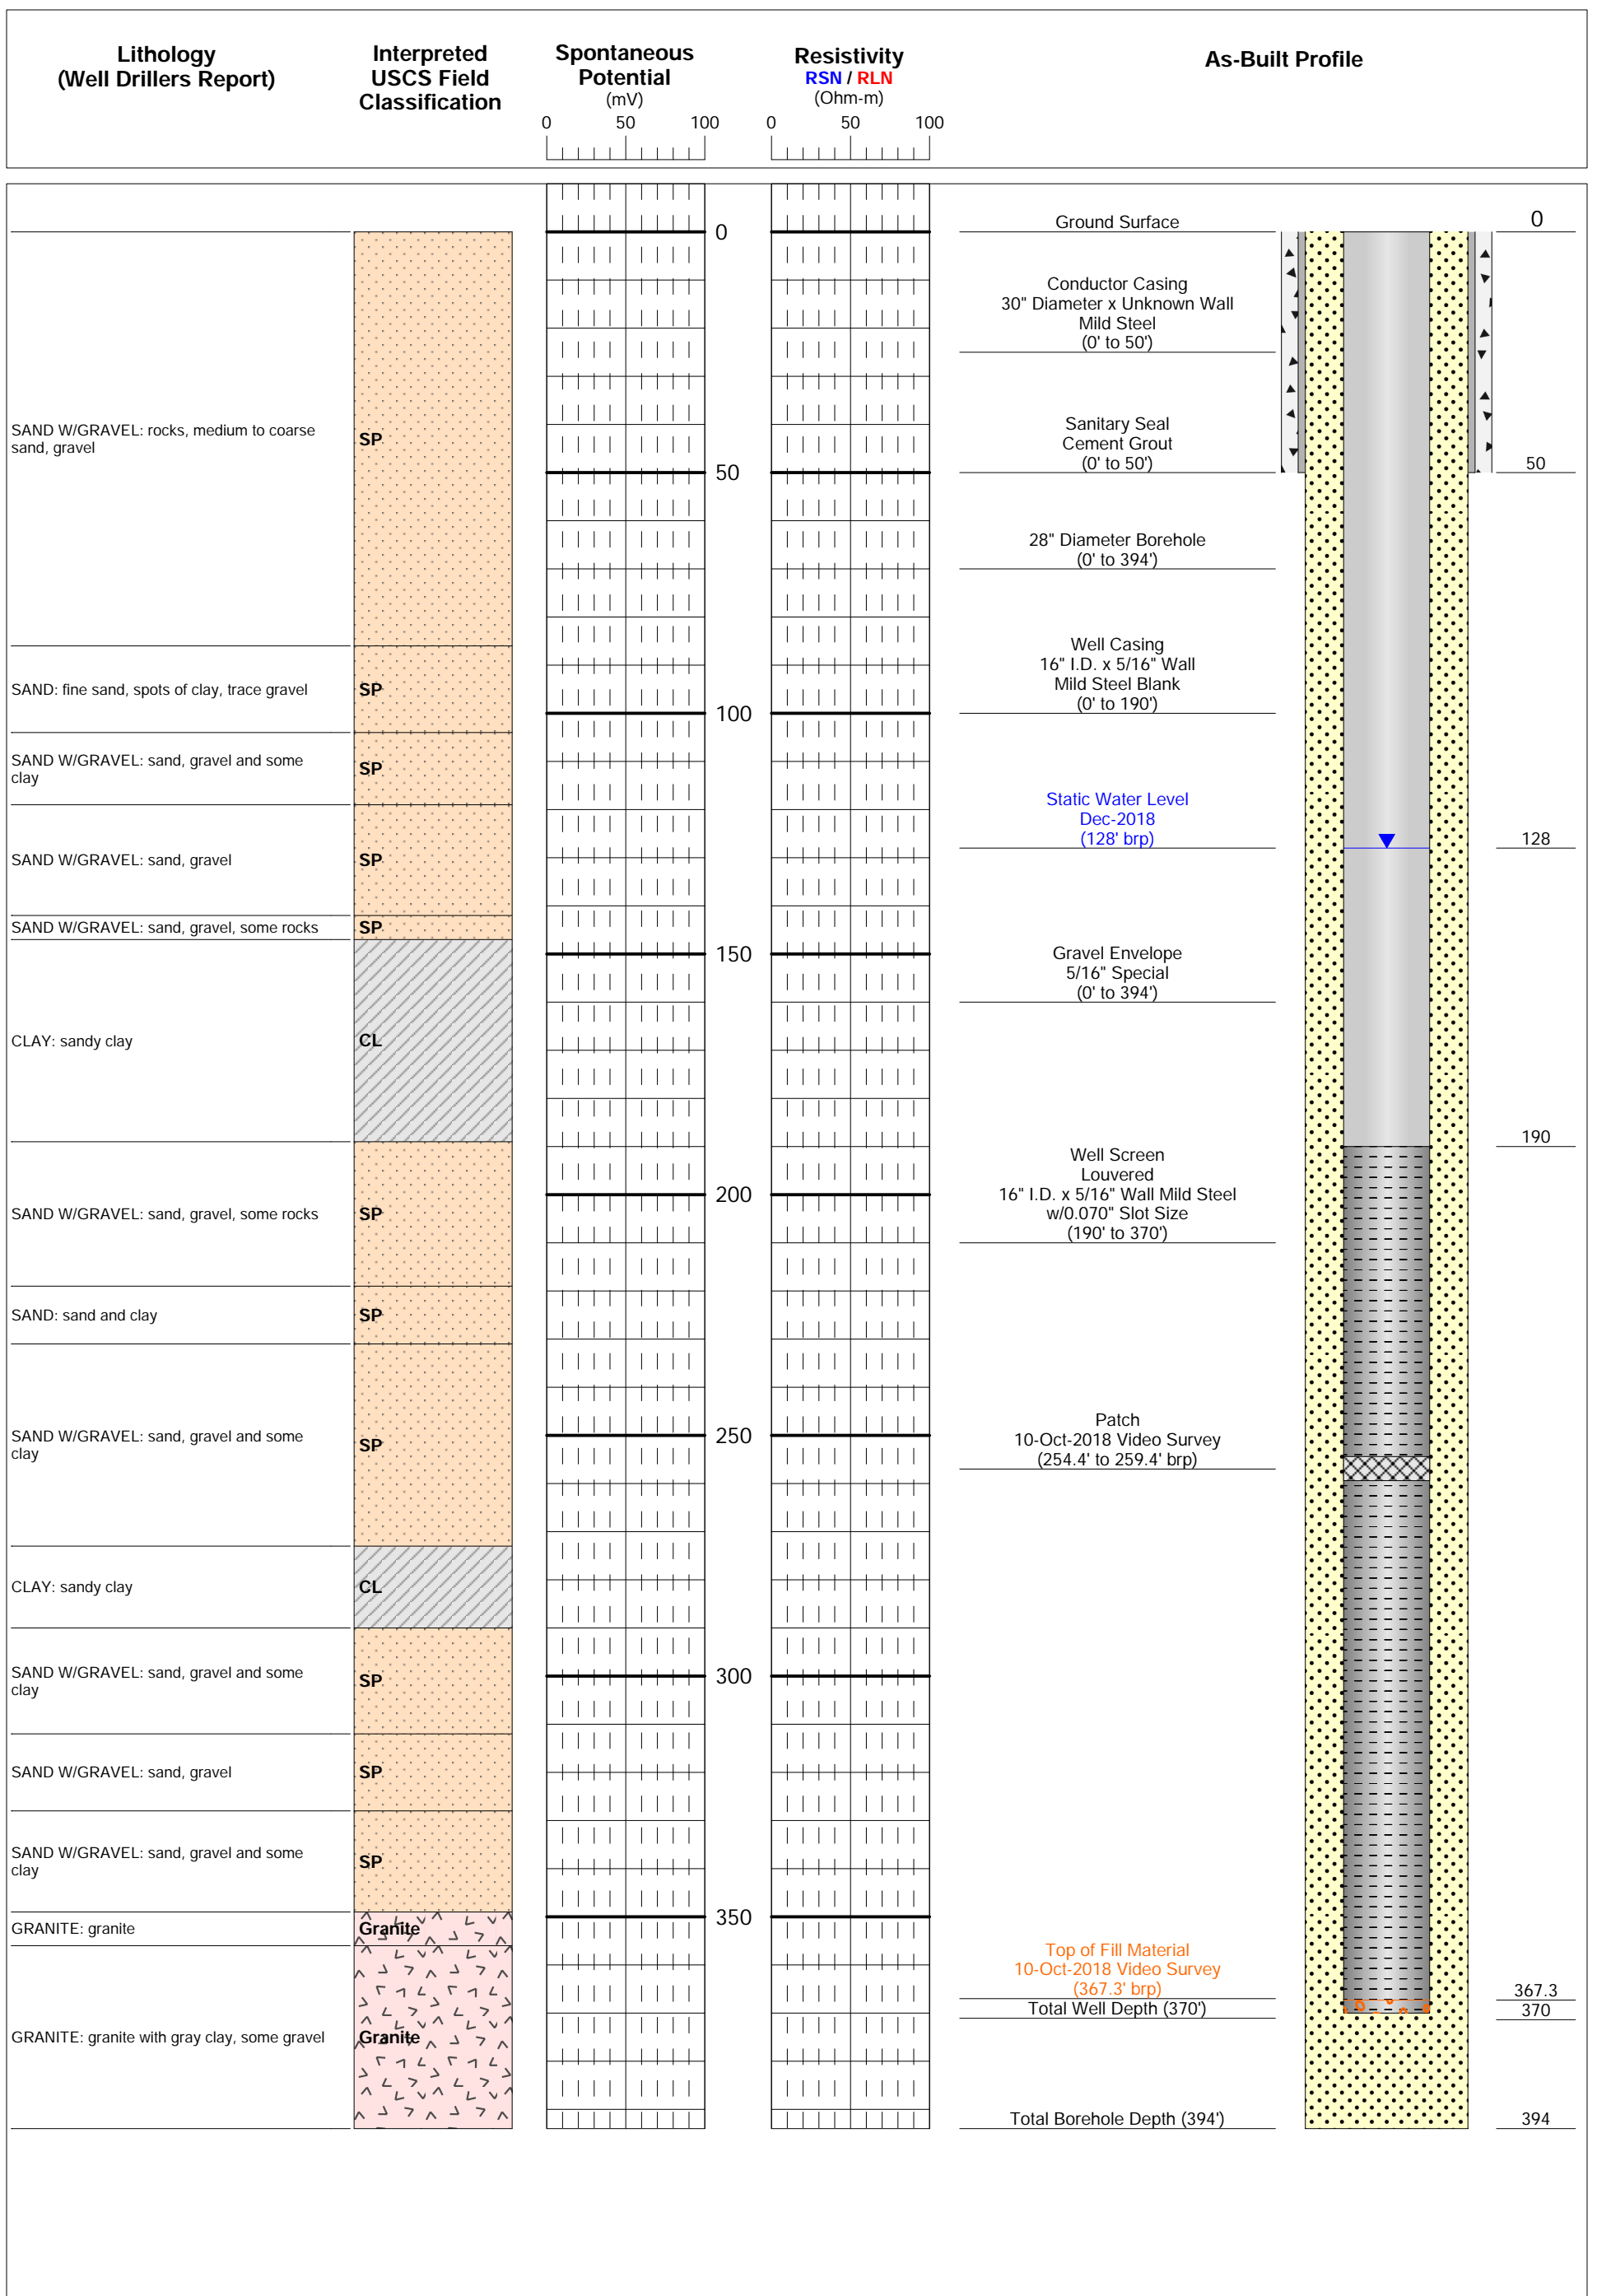 Lithology
(Well Drillers Report)
Interpreted
USCS Field
Classification
Spontaneous
Potential
(mV)
0 50 100
Resistivity
RSN / RLN
(Ohm-m)
0 50 100
As-Built Profile
SAND W/GRAVEL: rocks, medium to coarse
sand, gravel
SAND: fine sand, spots of clay, trace gravel
SAND W/GRAVEL: sand, gravel and some
clay
SAND W/GRAVEL: sand, gravel
SAND W/GRAVEL: sand, gravel, some rocks
CLAY: sandy clay
SAND W/GRAVEL: sand, gravel, some rocks
SAND: sand and clay
SAND W/GRAVEL: sand, gravel and some
clay
CLAY: sandy clay
SAND W/GRAVEL: sand, gravel and some
clay
SAND W/GRAVEL: sand, gravel
SAND W/GRAVEL: sand, gravel and some
clay
GRANITE: granite
GRANITE: granite with gray clay, some gravel
SP
SP
SP
SP
SP
CL
SP
SP
SP
CL
SP
SP
SP
Granite
Granite
0
50
100
150
200
250
300
350
Ground Surface
Conductor Casing
30" Diameter x Unknown Wall
Mild Steel
(0' to 50')
Sanitary Seal
Cement Grout
(0' to 50')
28" Diameter Borehole
(0' to 394')
Well Casing
16" I.D. x 5/16" Wall
Mild Steel Blank
(0' to 190')
Static Water Level
Dec-2018
(128' brp)
Gravel Envelope
5/16" Special
(0' to 394')
Well Screen
Louvered
16" I.D. x 5/16" Wall Mild Steel
w/0.070" Slot Size
(190' to 370')
Patch
10-Oct-2018 Video Survey
(254.4' to 259.4' brp)
Top of Fill Material
10-Oct-2018 Video Survey
(367.3' brp)
Total Well Depth (370')
Total Borehole Depth (394')
0
50
128
190
367.3
370
394